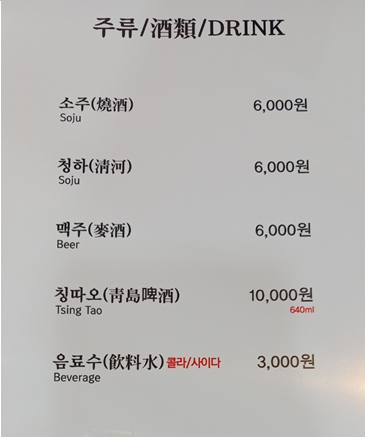 주류/酒類/DRINK
소주(燒酒) 6,000원
Soju
청하(淸河) 6,000원
Soju
맥주(麥酒) 6,000원
Beer
칭따오(靑島啤酒) 10,000원
Tsing Tao 640ml
음료수(飮料水) 콜라/사이다 3,000원
Beverage